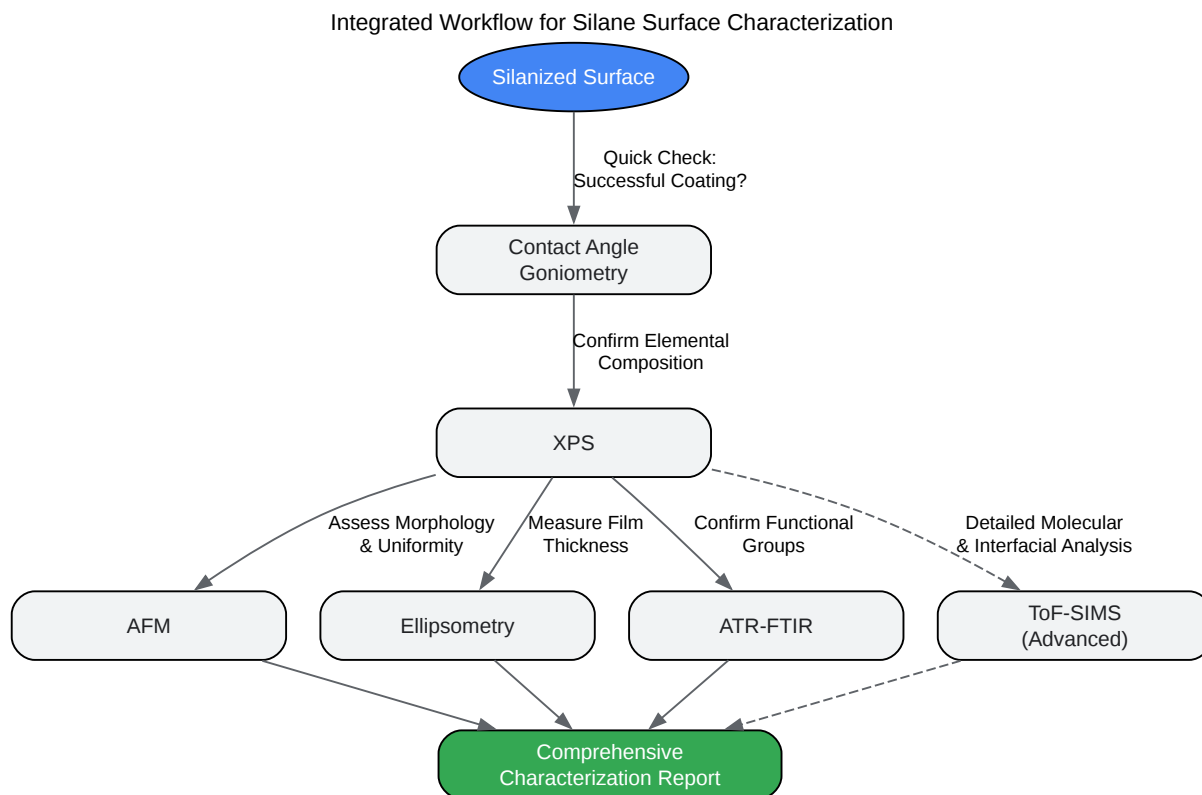 Integrated Workflow for Silane Surface Characterization
Silanized Surface
Quick Check:
Successful Coating?
Contact Angle
Goniometry
Confirm Elemental
Composition
XPS
Assess Morphology
& Uniformity
Measure Film
Thickness
Confirm Functional
Groups
Detailed Molecular
& Interfacial Analysis
AFM
Ellipsometry
ATR-FTIR
ToF-SIMS
(Advanced)
Comprehensive
Characterization Report